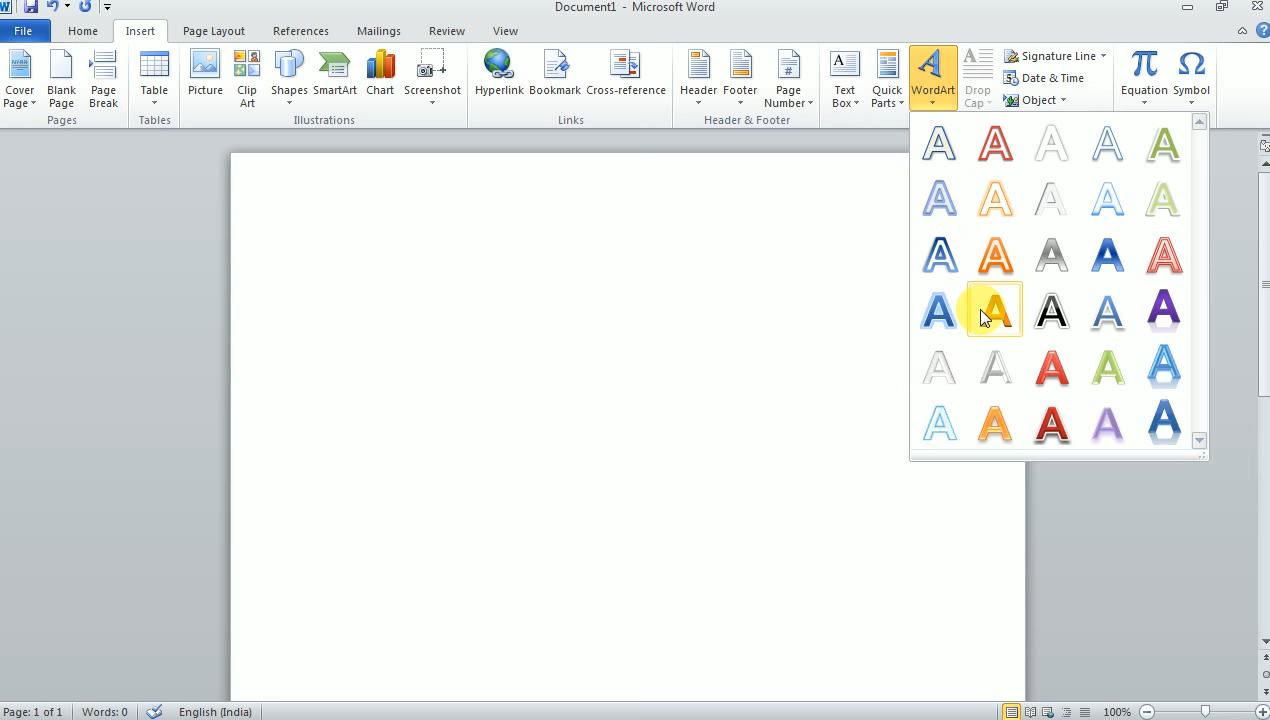 Document1 - Microsoft Word
File Home Insert Page Layout References Mailings Review View
Cover Page
Blank Page
Page Break
Pages
Table
Tables
Picture
Clip Art
Shapes
SmartArt
Chart
Screenshot
Illustrations
Hyperlink
Bookmark
Cross-reference
Links
Header
Footer
Page Number
Header & Footer
Text Box
Quick Parts
WordArt
Drop Cap
Signature Line
Date & Time
Object
π Equation
Ω Symbol
A A A A A
A A A A A
A A A A A
A A A A A
A A A A A
A A A A A
Page: 1 of 1 Words: 0 English (India) 100%